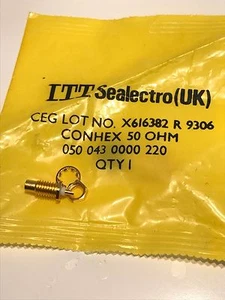 ITT Sealectro (UK)
CEG LOT NO. X616382 R 9306
CONHEX 50 OHM
050 043 0000 220
QTY 1